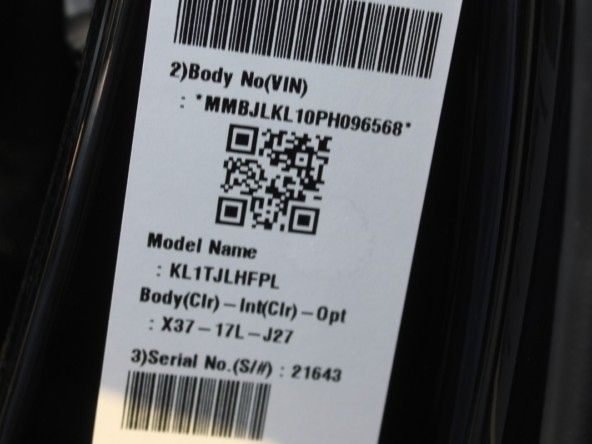 2)Body No(VIN)
: *MMBJLKL10PH096568*
Model Name
: KL1TJLHFPL
Body(Clr)-Int(Clr)-Opt
: X37-17L-J27
3)Serial No.(S/#) : 21643